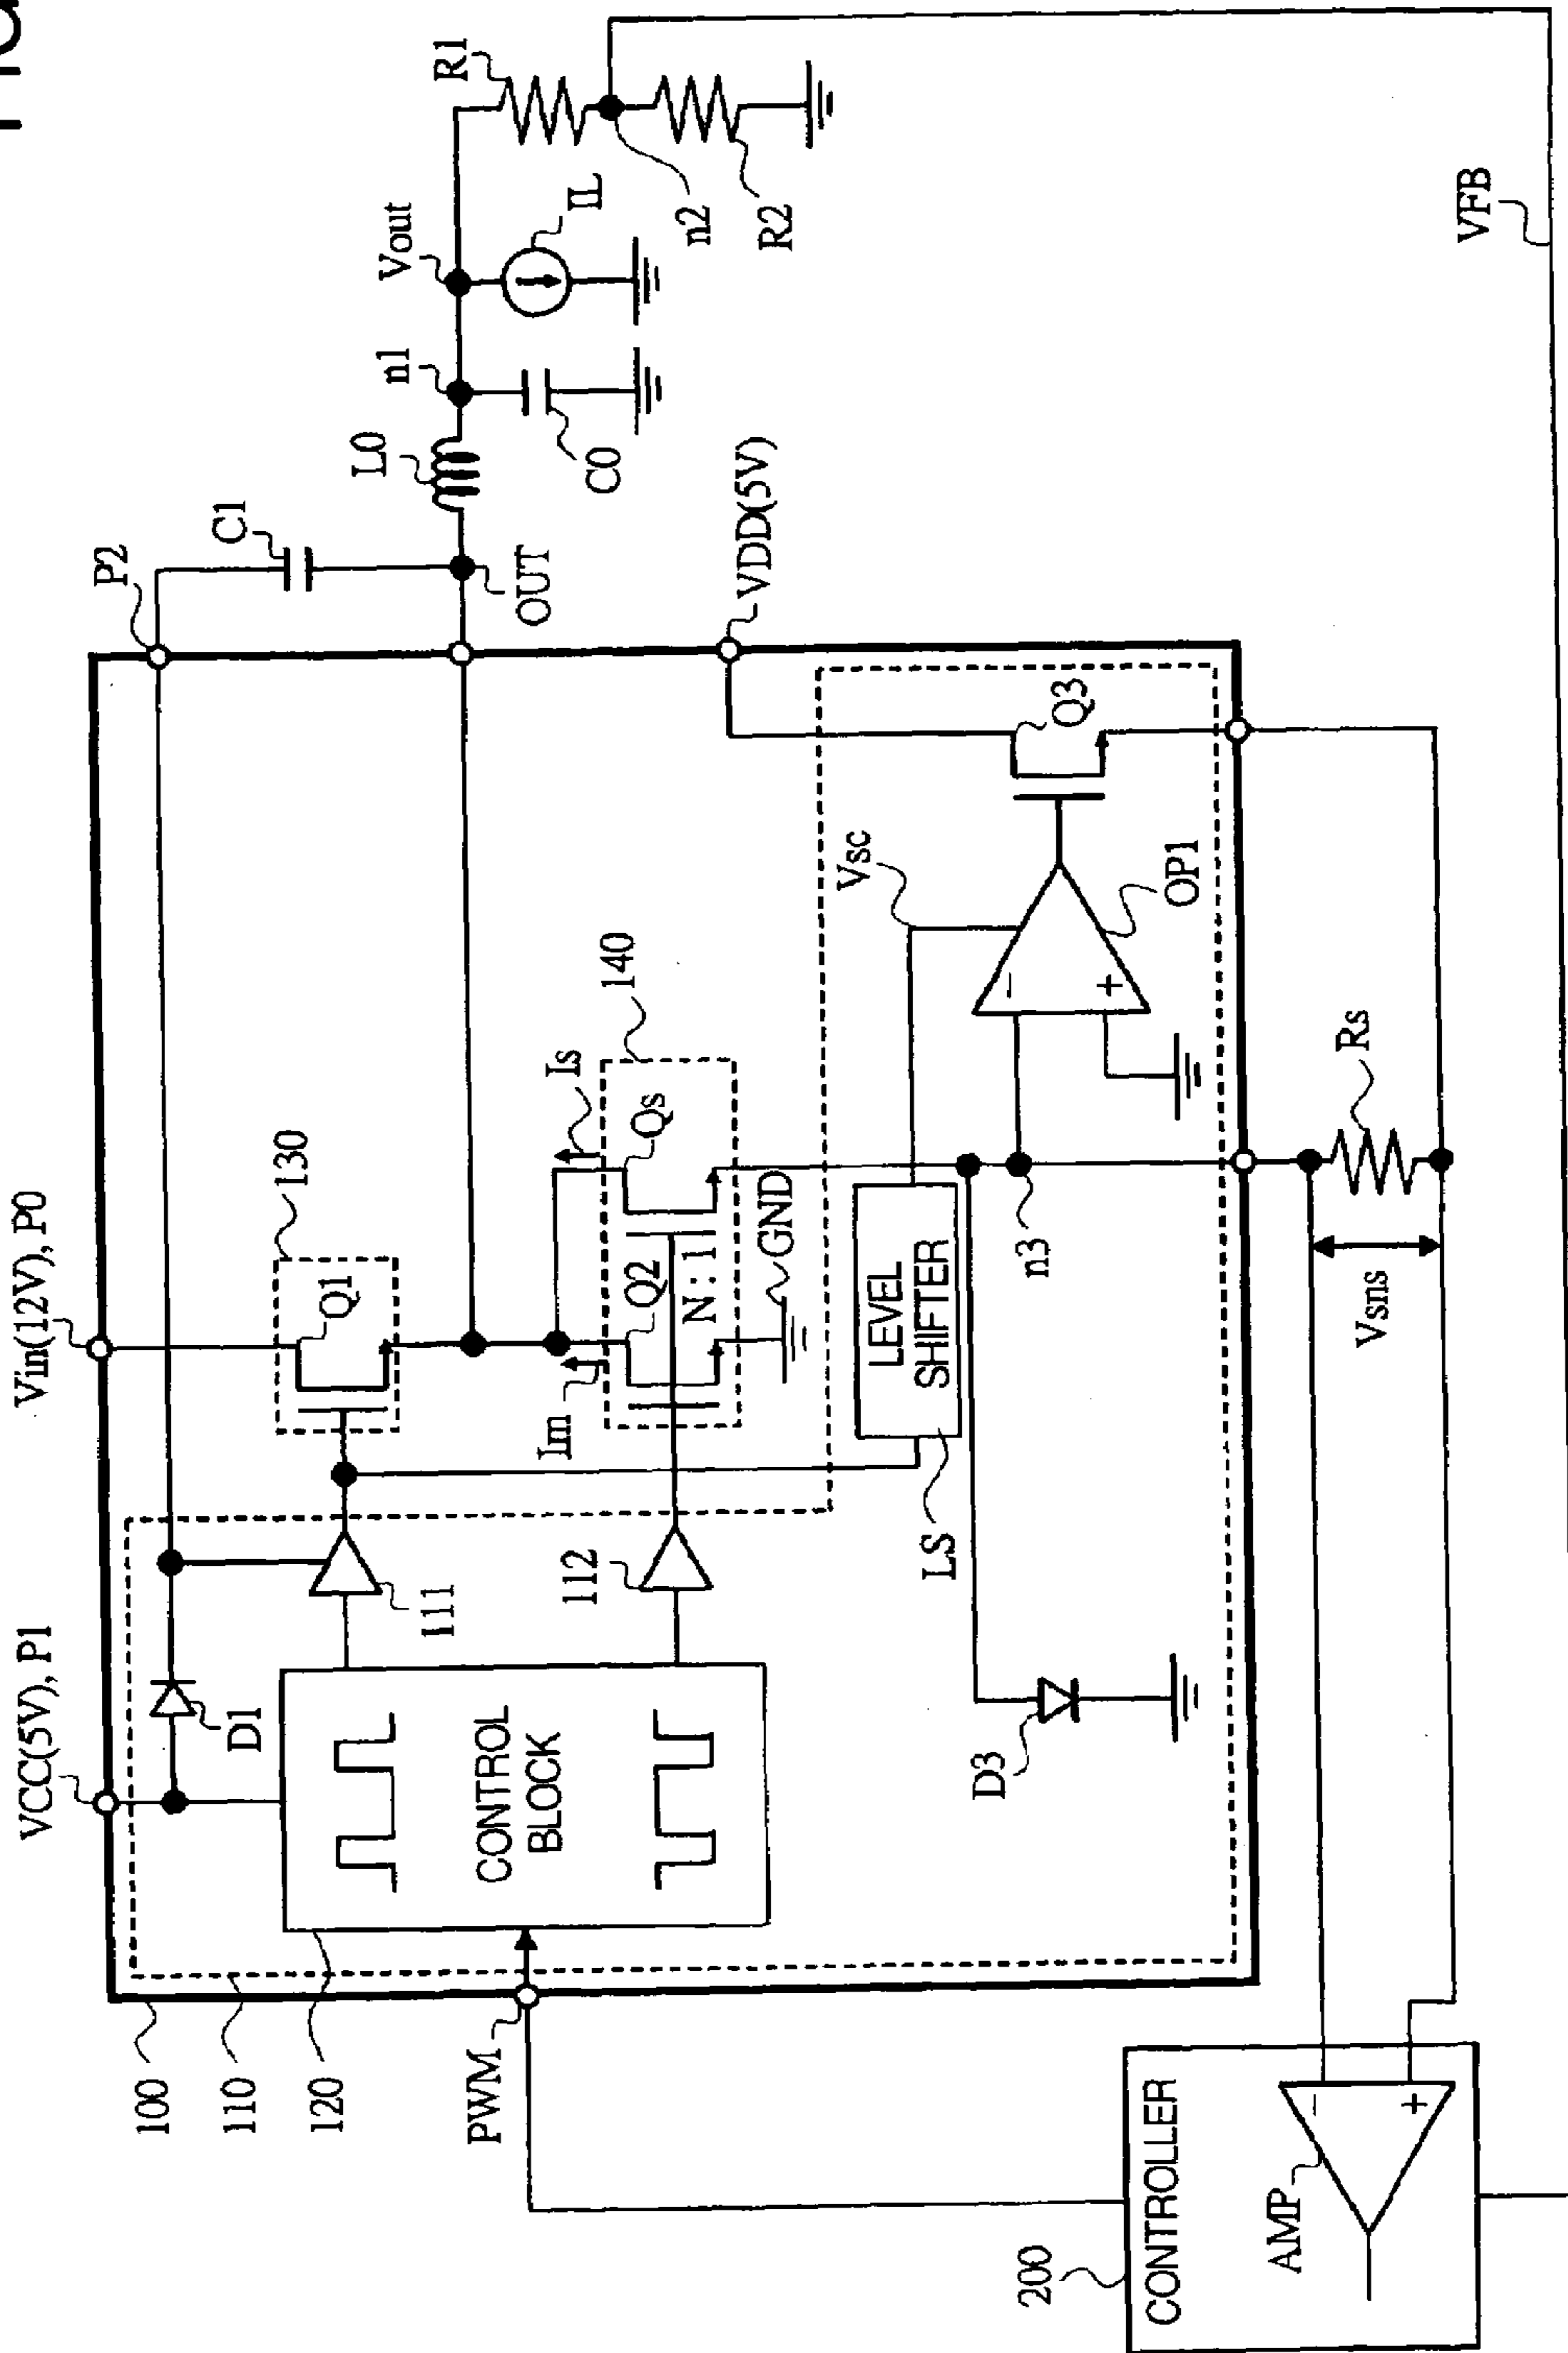 Vin(12V), P0
VCC(5V), P1
P2
C1
R1
130
Q1
D1
111
L0
n1
Vout
IL
n2
R2
C0
OUT
100
110
120
CONTROL
BLOCK
112
Im
Is
140
Q2
Qs
N : 1
GND
VDD(5V)
PWM
Vsc
Q3
LEVEL
SHIFTER
LS
n3
OP1
−
+
D3
Rs
Vsns
VFB
200
CONTROLLER
AMP
−
+